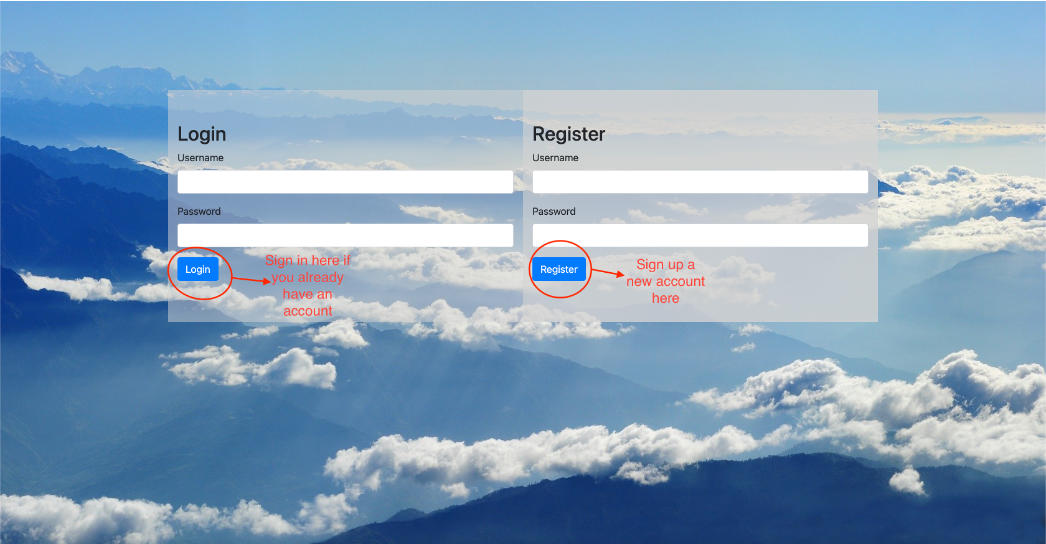 Login
Username
Password
Login
Sign in here if
you already
have an
account
Register
Username
Password
Register
Sign up a
new account
here